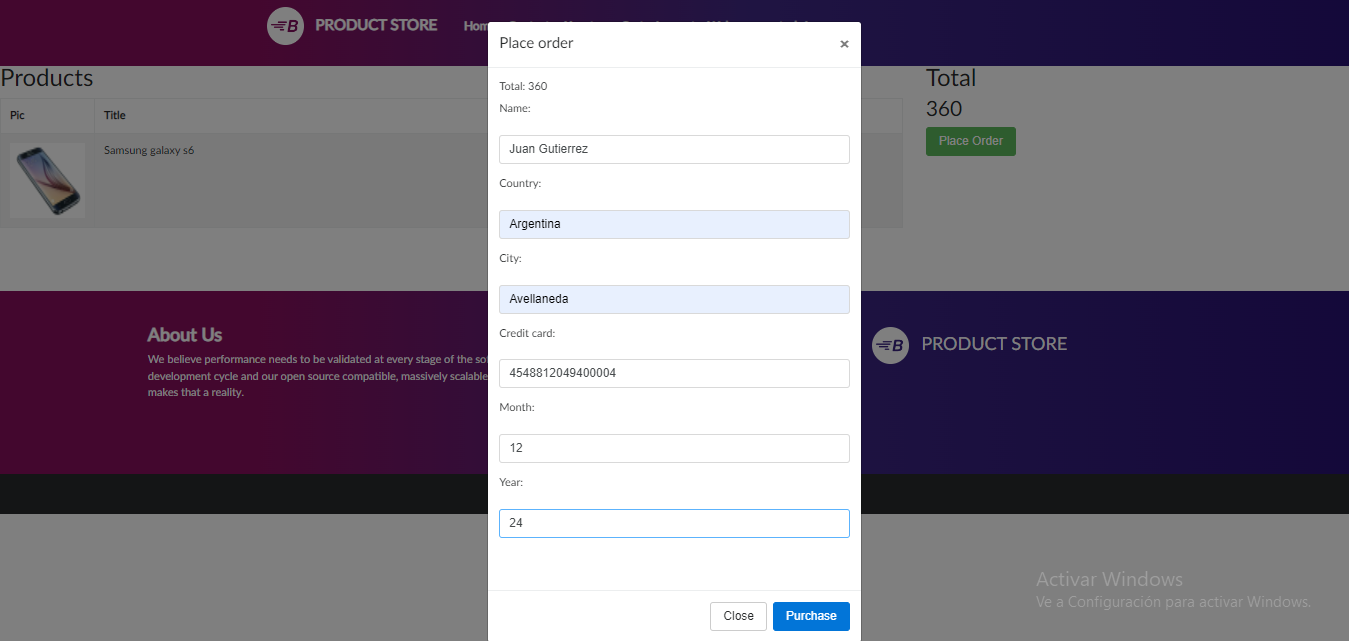 PRODUCT STORE
Place order
×
Products
Total
Pic
Title
Total: 360
360
Name:
Place Order
Juan Gutierrez
Samsung galaxy s6
Country:
Argentina
City:
Avellaneda
Credit card:
4548812049400004
Month:
12
Year:
24
About Us
We believe performance needs to be validated at every stage of the
development cycle and our open source compatible, massively scalable
makes that a reality.
PRODUCT STORE
Close
Purchase
Activar Windows
Ve a Configuración para activar Windows.